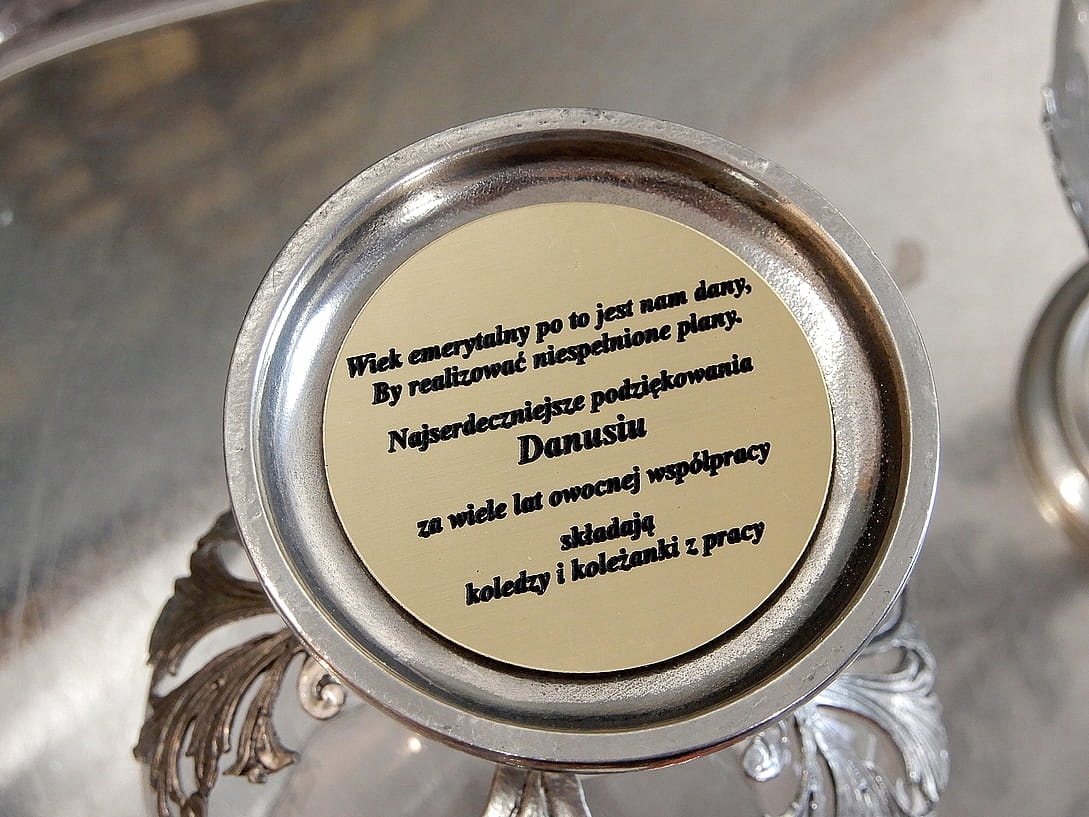 Wiek emerytalny po to jest nam dany,
By realizować niespełnione plany.
Najserdeczniejsze podziękowania
Danusiu
za wiele lat owocnej współpracy
składają
koledzy i koleżanki z pracy